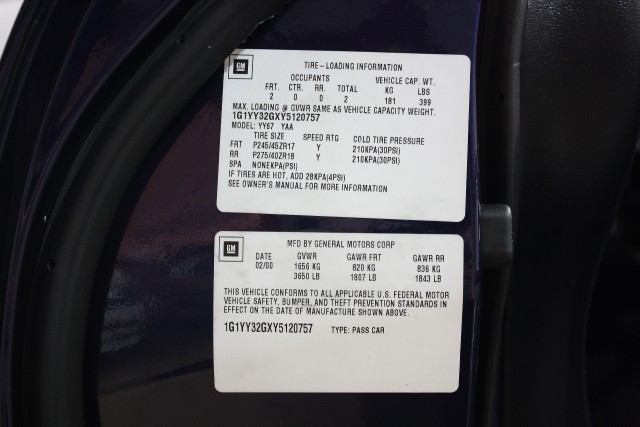 GM
TIRE-LOADING INFORMATION
OCCUPANTS VEHICLE CAP. WT.
FRT. CTR. RR. TOTAL KG LBS
2 0 0 2 181 399
MAX. LOADING @ GVWR SAME AS VEHICLE CAPACITY WEIGHT.
1G1YY32GXY5120757
MODEL: YY67 YAA
TIRE SIZE SPEED RTG COLD TIRE PRESSURE
FRT P245/45ZR17 Y 210KPA(30PSI)
RR P275/40ZR18 Y 210KPA(30PSI)
SPA NONEKPA(PSI)
IF TIRES ARE HOT, ADD 28KPA(4PSI)
SEE OWNER'S MANUAL FOR MORE INFORMATION
GM
MFD BY GENERAL MOTORS CORP
DATE GVWR GAWR FRT GAWR RR
02/00 1656 KG 820 KG 836 KG
3650 LB 1807 LB 1843 LB
THIS VEHICLE CONFORMS TO ALL APPLICABLE U.S. FEDERAL MOTOR
VEHICLE SAFETY, BUMPER, AND THEFT PREVENTION STANDARDS IN
EFFECT ON THE DATE OF MANUFACTURE SHOWN ABOVE.
1G1YY32GXY5120757 TYPE: PASS CAR